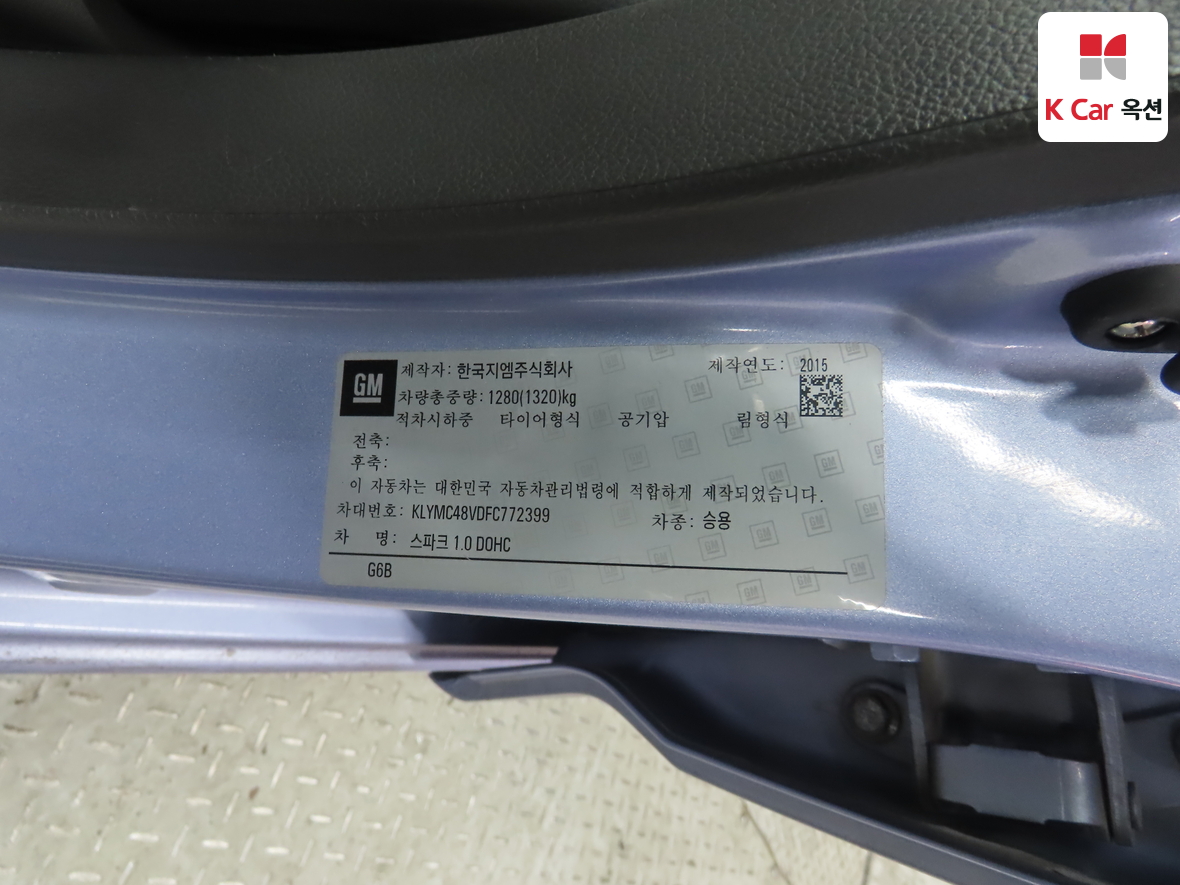 K Car 옥션
GM 제작자: 한국지엠주식회사 제작연도: 2015
차량총중량: 1280(1320)kg
적차시하중 타이어형식 공기압 림형식
전축:
후축:
이 자동차는 대한민국 자동차관리법령에 적합하게 제작되었습니다.
차대번호: KLYMC48VDFC772399 차종: 승용
차 명: 스파크 1.0 DOHC
G6B